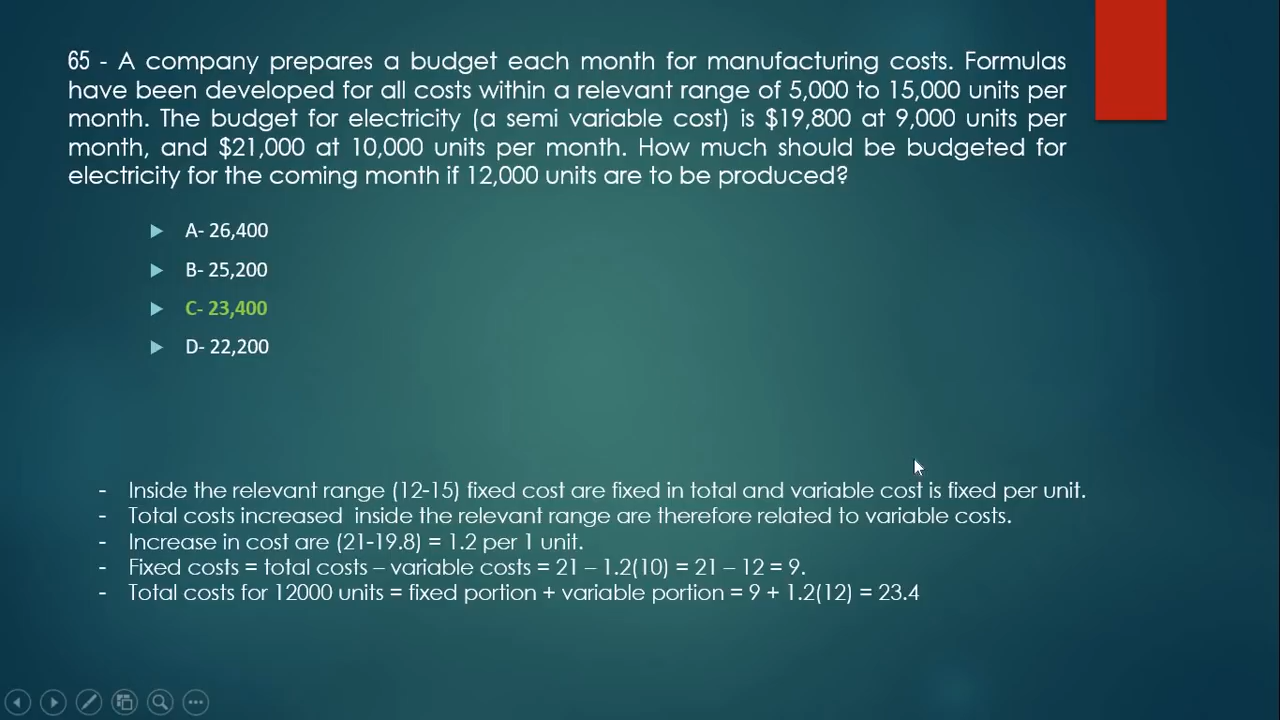 65 - A company prepares a budget each month for manufacturing costs. Formulas
have been developed for all costs within a relevant range of 5,000 to 15,000 units per
month. The budget for electricity (a semi variable cost) is $19,800 at 9,000 units per
month, and $21,000 at 10,000 units per month. How much should be budgeted for
electricity for the coming month if 12,000 units are to be produced?
A- 26,400
B- 25,200
C- 23,400
D- 22,200
- Inside the relevant range (12-15) fixed cost are fixed in total and variable cost is fixed per unit.
- Total costs increased inside the relevant range are therefore related to variable costs.
- Increase in cost are (21-19.8) = 1.2 per 1 unit.
- Fixed costs = total costs – variable costs = 21 – 1.2(10) = 21 – 12 = 9.
- Total costs for 12000 units = fixed portion + variable portion = 9 + 1.2(12) = 23.4